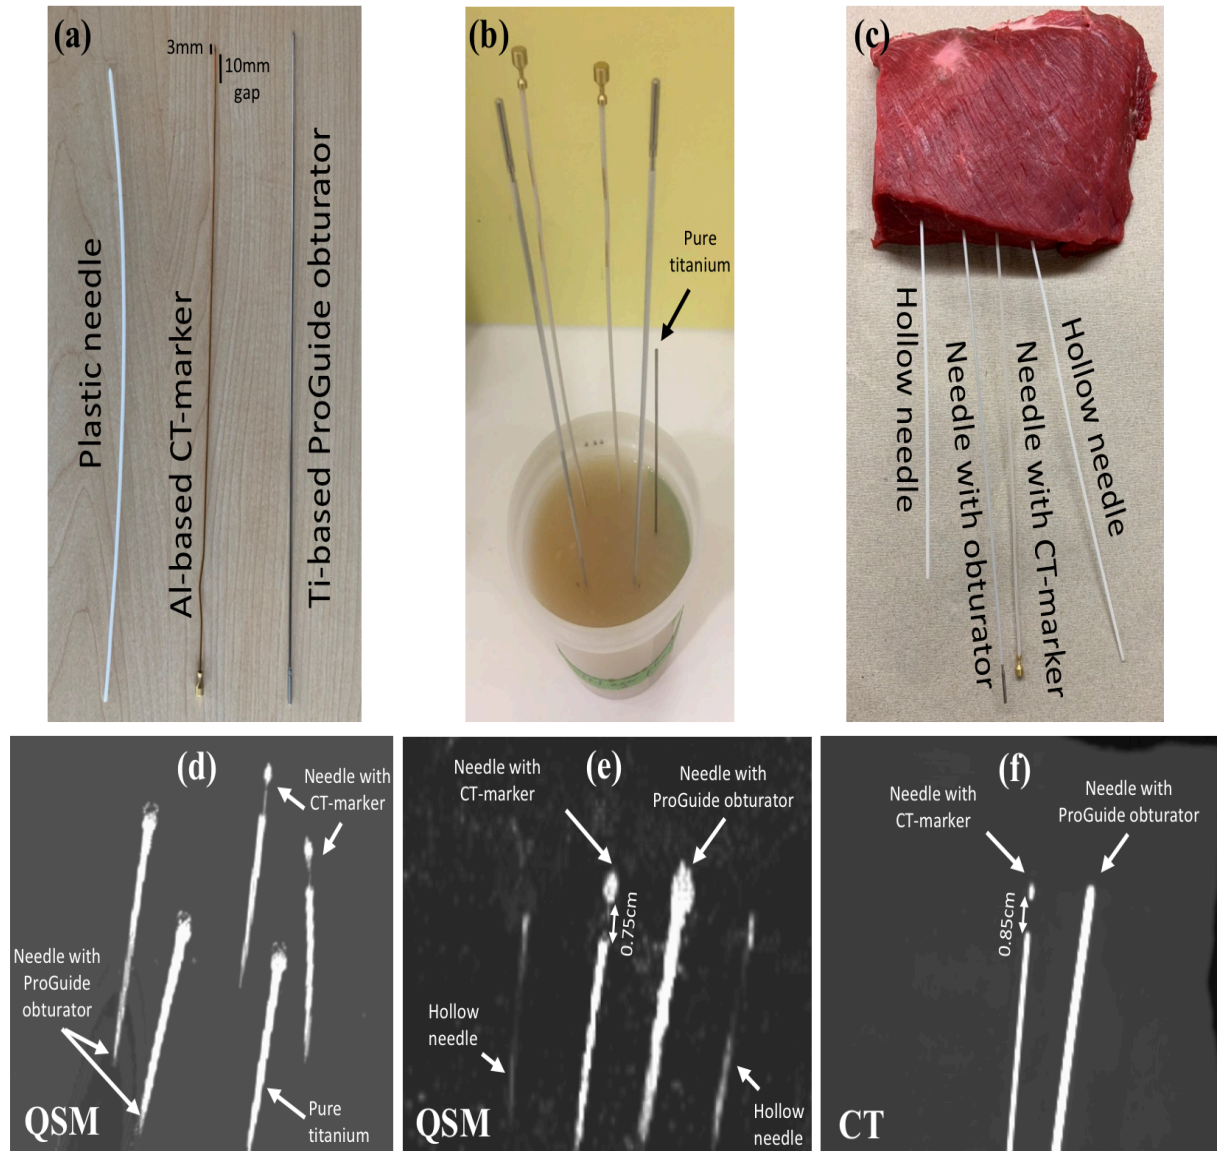 (a)
3mm
10mm
gap
Plastic needle
Al-based CT-marker
Ti-based ProGuide obturator
(b)
Pure
titanium
(c)
Hollow needle
Needle with obturator
Needle with CT-marker
Hollow needle
(d)
Needle with
CT-marker
Needle with
ProGuide
obturator
Pure
titanium
QSM
(e)
Needle with
CT-marker
Needle with
ProGuide obturator
0.75cm
Hollow
needle
Hollow
needle
QSM
(f)
Needle with
CT-marker
Needle with
ProGuide obturator
0.85cm
CT